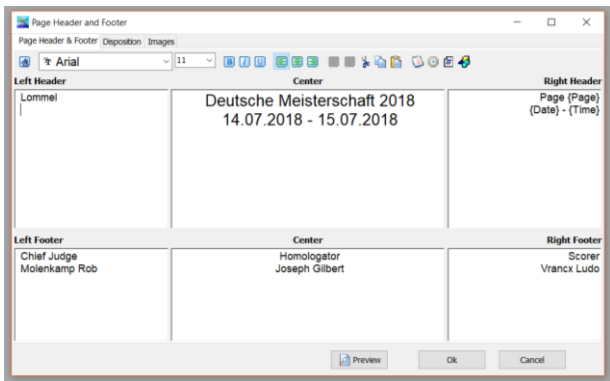 Page Header and Footer
Page Header & Footer Disposition Images
Arial 11 B I U
Left Header Center Right Header
Lommel
Deutsche Meisterschaft 2018
14.07.2018 - 15.07.2018
Page {Page}
{Date} - {Time}
Left Footer Center Right Footer
Chief Judge
Molenkamp Rob
Homologator
Joseph Gilbert
Scorer
Vrancx Ludo
Preview Ok Cancel